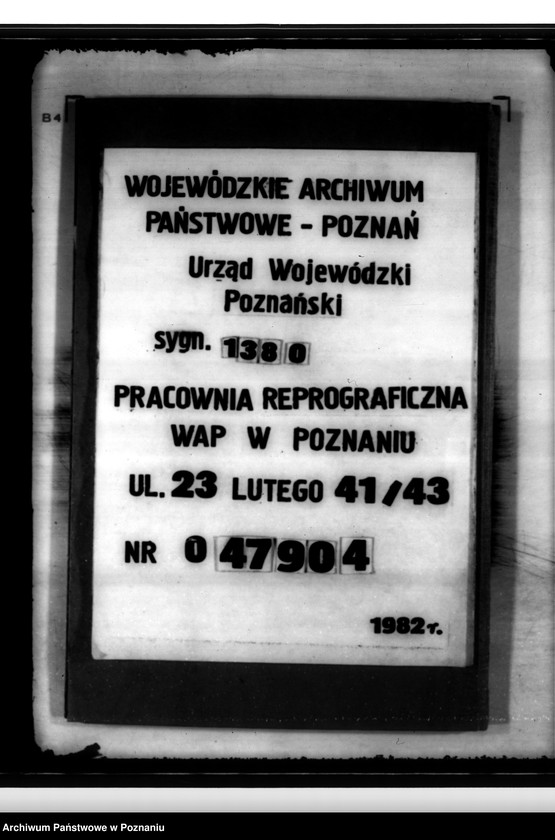 B4
WOJEWÓDZKIE ARCHIWUM
PAŃSTWOWE - POZNAŃ
Urząd Wojewódzki
Poznański
sygn. 1380
PRACOWNIA REPROGRAFICZNA
WAP W POZNANIU
UL. 23 LUTEGO 41/43
NR 0 47904
1982 r.
Archiwum Państwowe w Poznaniu